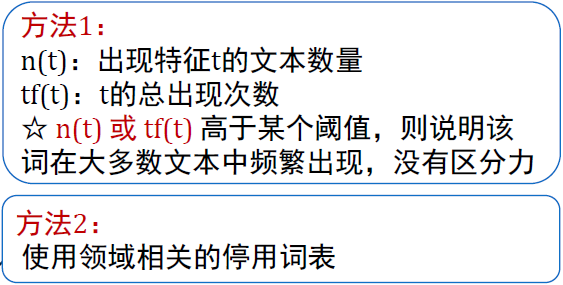 方法1：
n(t)：出现特征t的文本数量
tf(t)：t的总出现次数
☆ n(t) 或 tf(t) 高于某个阈值，则说明该
词在大多数文本中频繁出现，没有区分力
方法2：
使用领域相关的停用词表